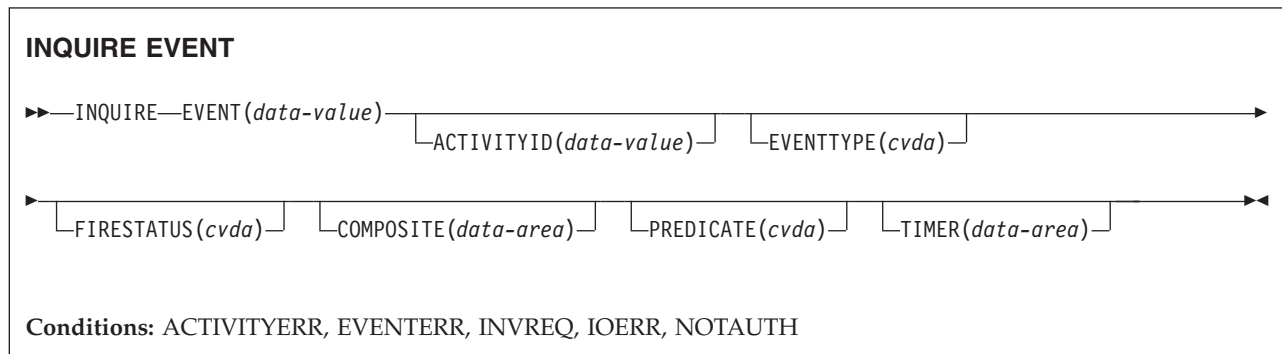 INQUIRE EVENT
INQUIRE EVENT(data-value)
ACTIVITYID(data-value) EVENTTYPE(cvda)
FIRESTATUS(cvda) COMPOSITE(data-area) PREDICATE(cvda) TIMER(data-area)
Conditions: ACTIVITYERR, EVENTERR, INVREQ, IOERR, NOTAUTH